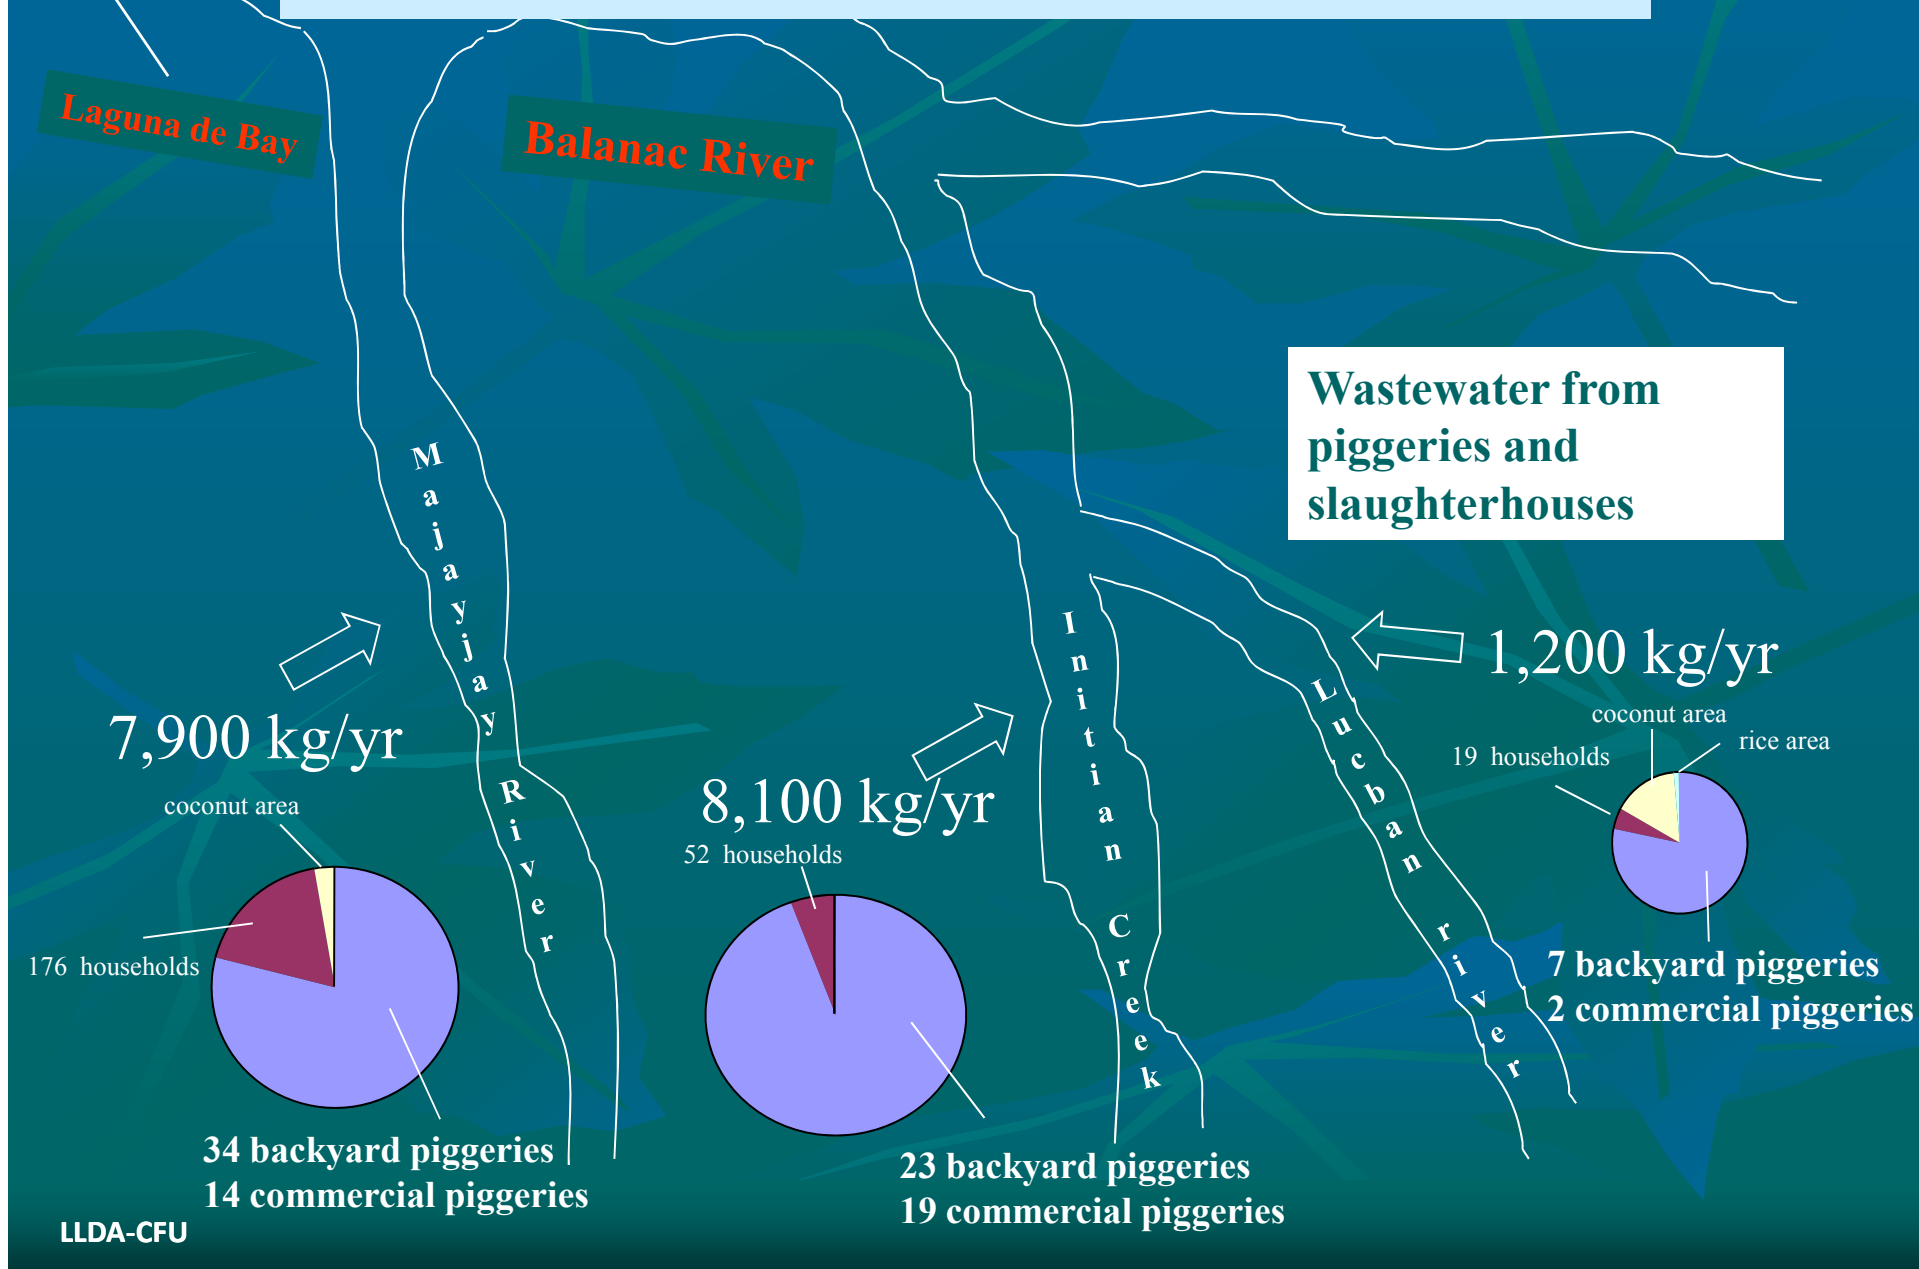 Laguna de Bay
Balanac River
Wastewater from
piggeries and
slaughterhouses
Majayjay River
Initian Creek
Lucban river
7,900 kg/yr
coconut area
176 households
34 backyard piggeries
14 commercial piggeries
8,100 kg/yr
52 households
23 backyard piggeries
19 commercial piggeries
1,200 kg/yr
coconut area
rice area
19 households
7 backyard piggeries
2 commercial piggeries
LLDA-CFU